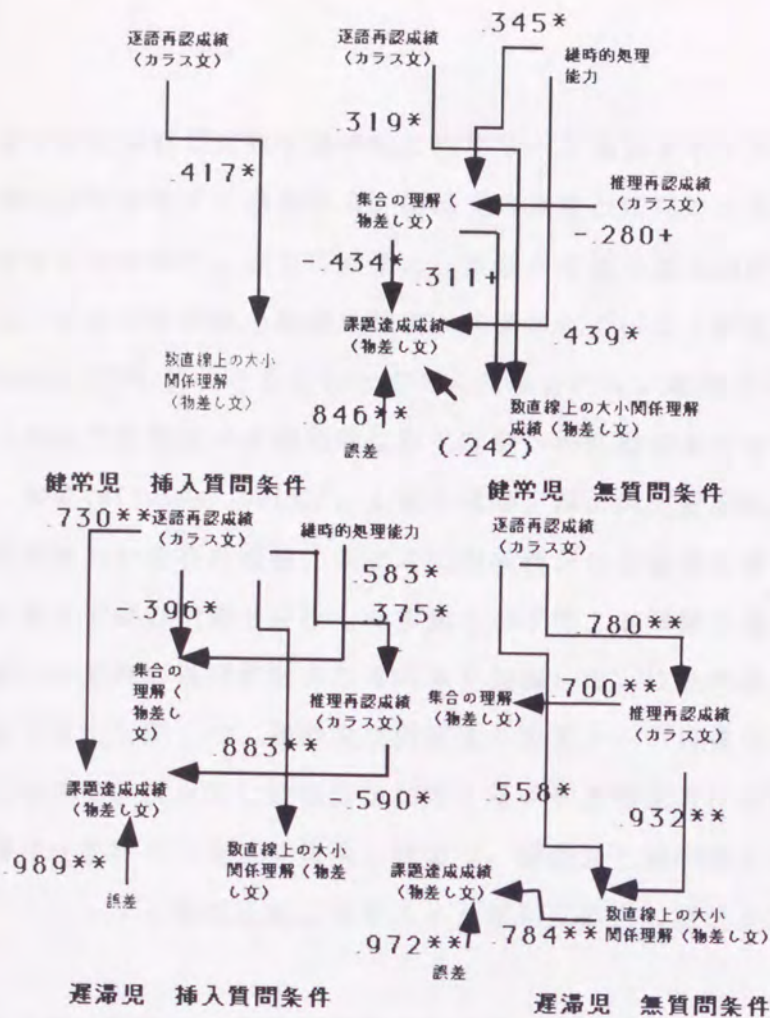 逐語再認成績
(カラス文)
.417*
数直線上の大小
関係理解
(物差し文)
健常児 挿入質問条件
逐語再認成績
(カラス文)
.345*
継時的処理
能力
.319*
推理再認成績
(カラス文)
-.280+
集合の理解(
物差し文)
-.434*
.311+
課題達成成績
(物差し文)
.439*
.846**
誤差
数直線上の大小関係理解
成績(物差し文)
(.242)
健常児 無質問条件
.730**
逐語再認成績
(カラス文)
継時的処理能力
.583*
-.396*
.375*
集合の
理解(
物差し
文)
推理再認成績
(カラス文)
.883**
-.590*
課題達成成績
(物差し文)
数直線上の大小
関係理解(物差し
文)
.989**
誤差
遅滞児 挿入質問条件
逐語再認成績
(カラス文)
.780**
.700**
集合の理解
(物差し文)
推理再認成績
(カラス文)
.558*
.932**
課題達成成績
(物差し文)
数直線上の大小
関係理解(物差し文)
.784**
.972**
誤差
遅滞児 無質問条件